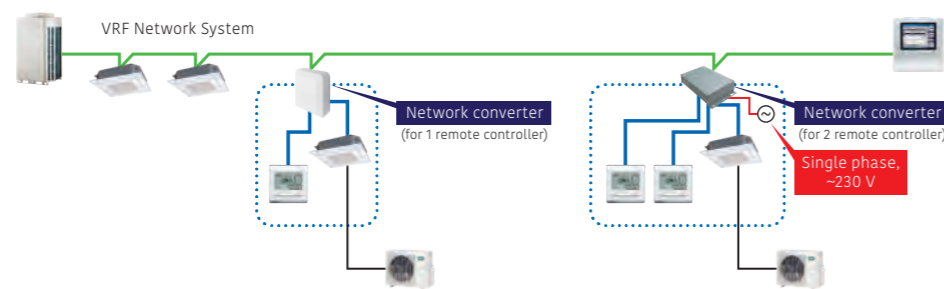 VRF Network System
Network converter
(for 1 remote controller)
Network converter
(for 2 remote controller)
Single phase,
~230 V
~